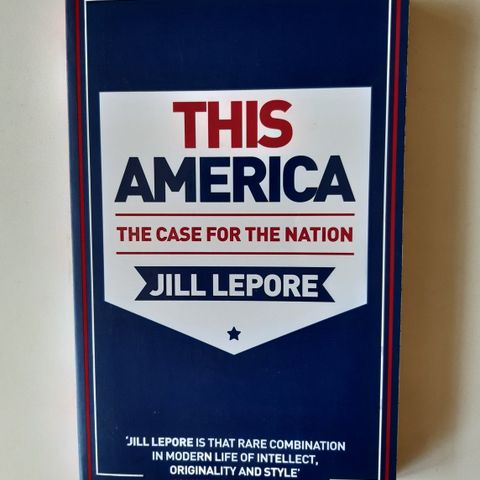 THIS
AMERICA
THE CASE FOR THE NATION
JILL LEPORE
'JILL LEPORE IS THAT RARE COMBINATION
IN MODERN LIFE OF INTELLECT,
ORIGINALITY AND STYLE'